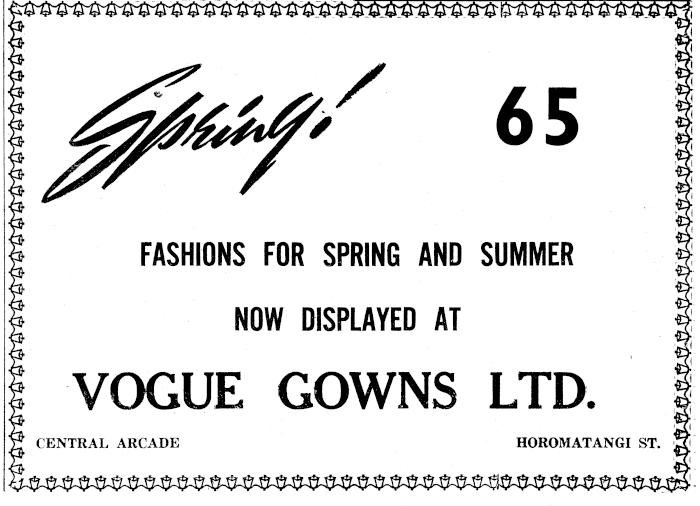 Spring! 65
FASHIONS FOR SPRING AND SUMMER
NOW DISPLAYED AT
VOGUE GOWNS LTD.
CENTRAL ARCADE HOROMATANGI ST.